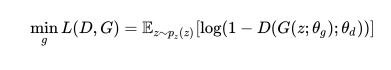 min_g L(D, G) = 𝔼_{z∼p_z(z)}[log(1 − D(G(z; θ_g); θ_d))]